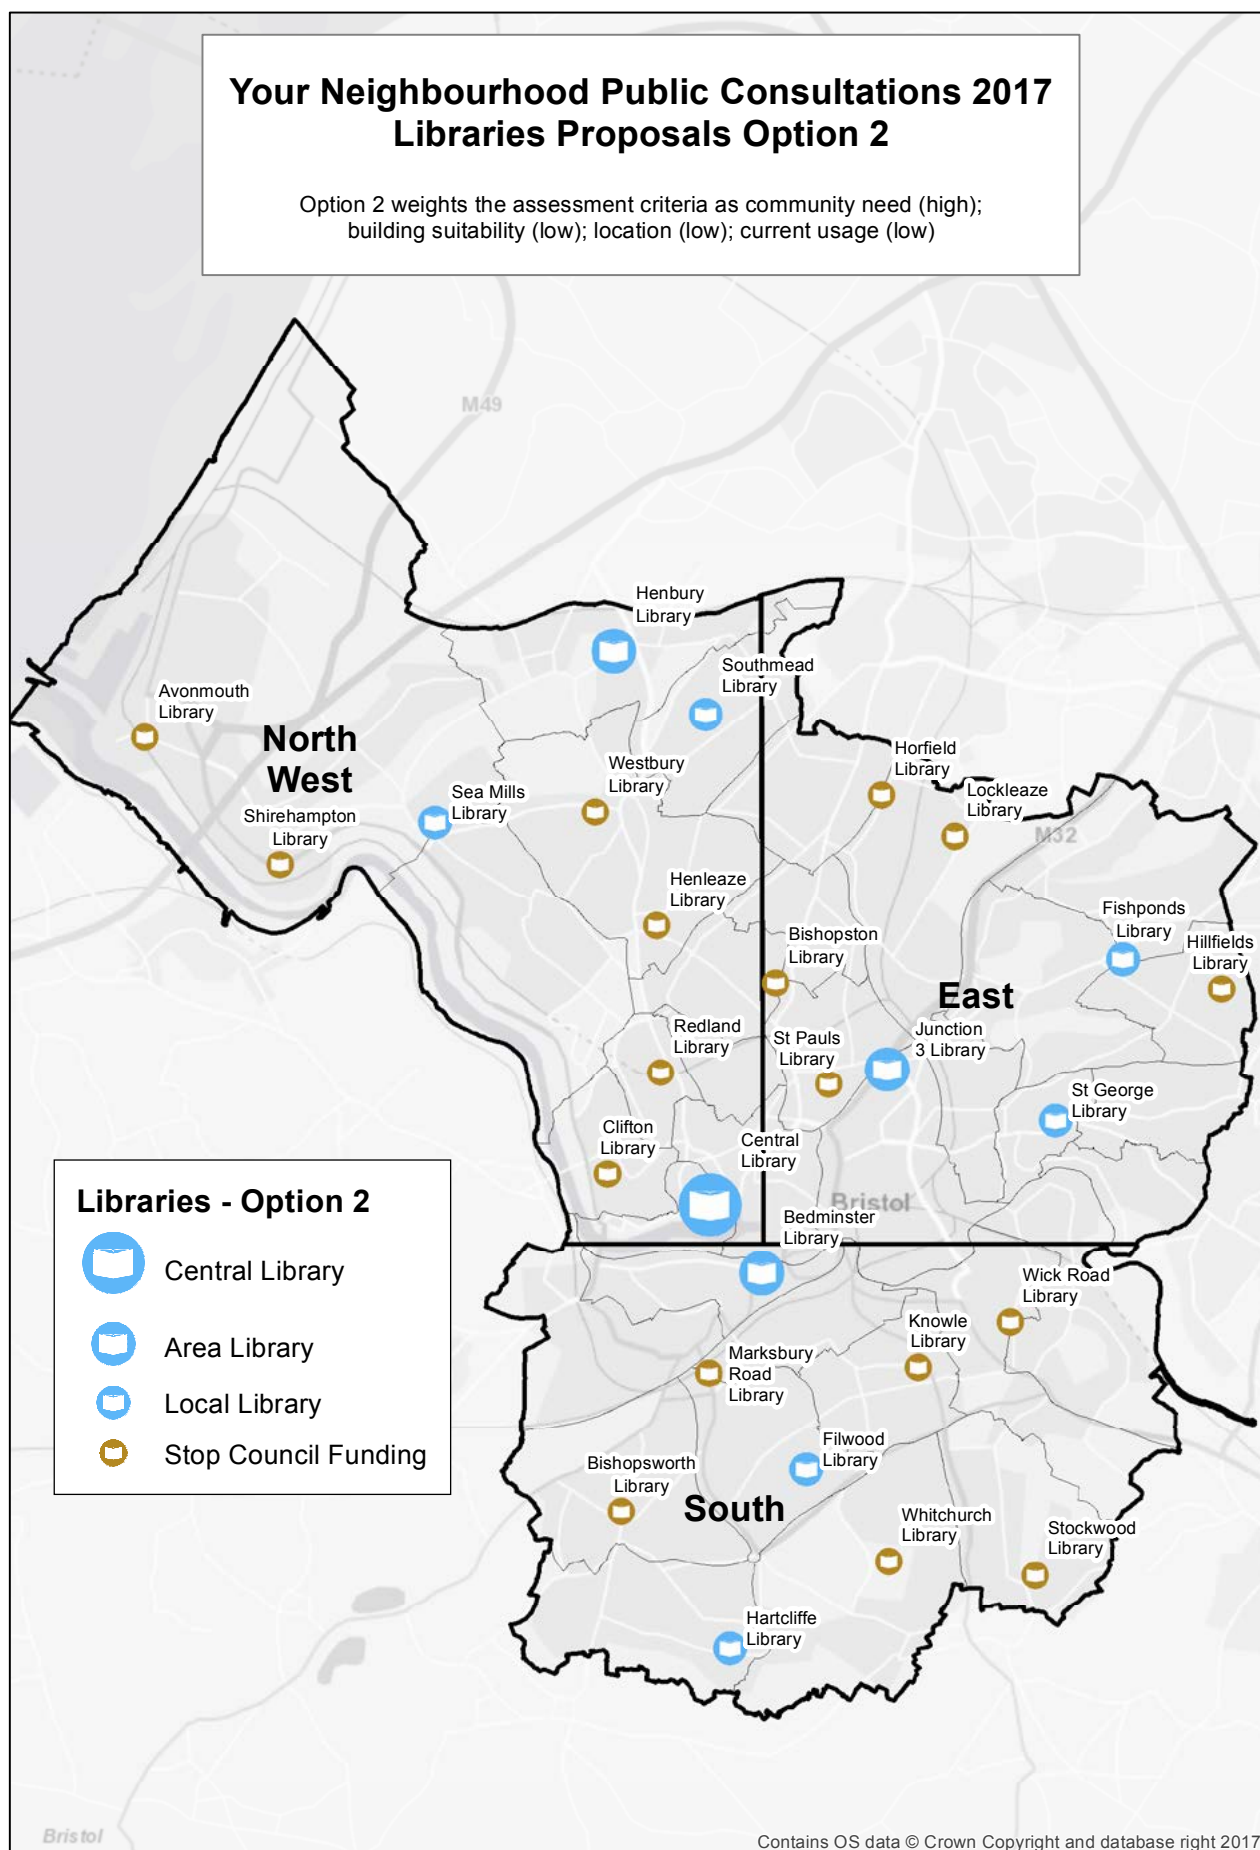 Your Neighbourhood Public Consultations 2017
Libraries Proposals Option 2
Option 2 weights the assessment criteria as community need (high);
building suitability (low); location (low); current usage (low)
M49
Henbury
Library
Southmead
Library
Avonmouth
Library
North
West
Westbury
Library
Horfield
Library
Sea Mills
Library
Lockleaze
Library
Shirehampton
Library
M32
Henleaze
Library
Fishponds
Library
Bishopston
Library
Hillfields
Library
East
Redland
Library
St Pauls
Library
Junction
3 Library
St George
Library
Clifton
Library
Central
Library
Bristol
Bedminster
Library
Libraries - Option 2
Central Library
Area Library
Local Library
Stop Council Funding
Wick Road
Library
Knowle
Library
Marksbury
Road
Library
Filwood
Library
Bishopsworth
Library
South
Whitchurch
Library
Stockwood
Library
Hartcliffe
Library
Bristol
Contains OS data © Crown Copyright and database right 2017